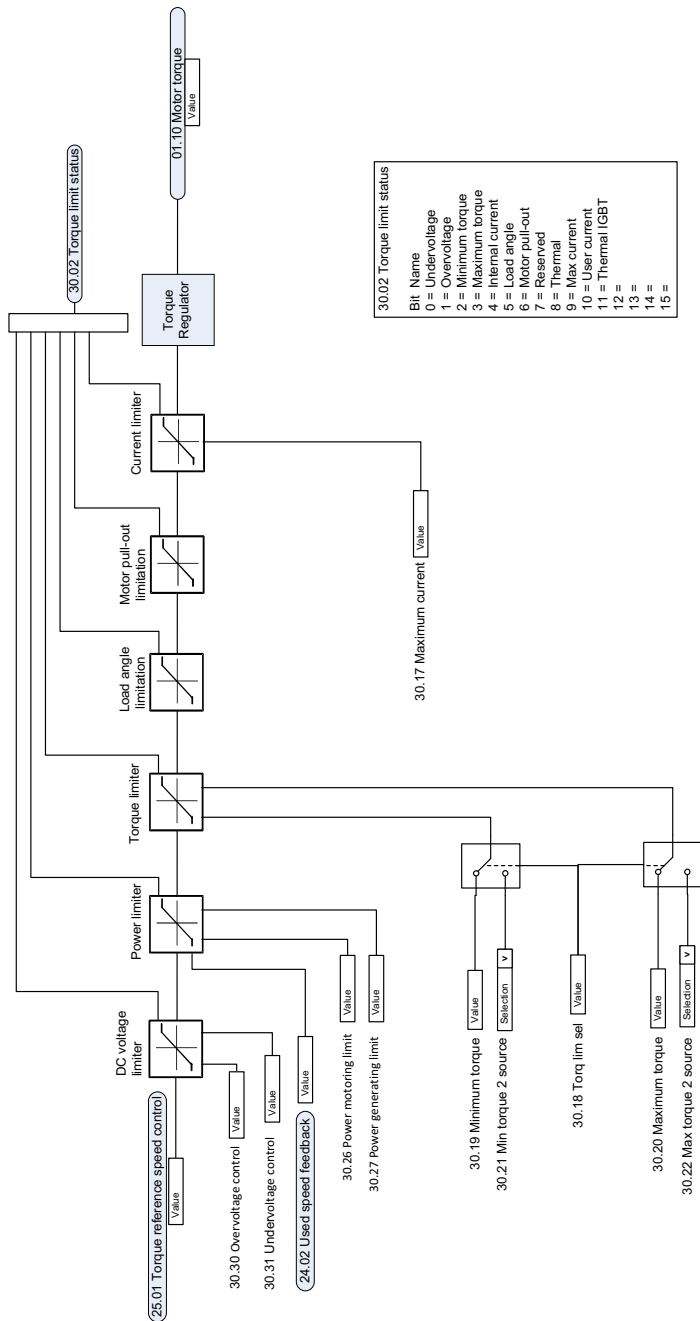 30.02 Torque limit status
01.10 Motor torque
Value
Torque
Regulator
Current limiter
Motor pull-out
limitation
Load angle
limitation
Torque limiter
Power limiter
DC voltage
limiter
25.01 Torque reference speed control
Value
30.30 Overvoltage control
Value
30.31 Undervoltage control
Value
24.02 Used speed feedback
Value
30.26 Power motoring limit
Value
30.27 Power generating limit
Value
30.19 Minimum torque
Value
30.21 Min torque 2 source
Selection
v
30.18 Torq lim sel
Value
30.20 Maximum torque
Value
30.22 Max torque 2 source
Selection
v
30.17 Maximum current
Value
30.02 Torque limit status
Bit Name
0 = Undervoltage
1 = Overvoltage
2 = Minimum torque
3 = Maximum torque
4 = Internal current
5 = Load angle
6 = Motor pull-out
7 = Reserved
8 = Thermal
9 = Max current
10 = User current
11 = Thermal IGBT
12 =
13 =
14 =
15 =